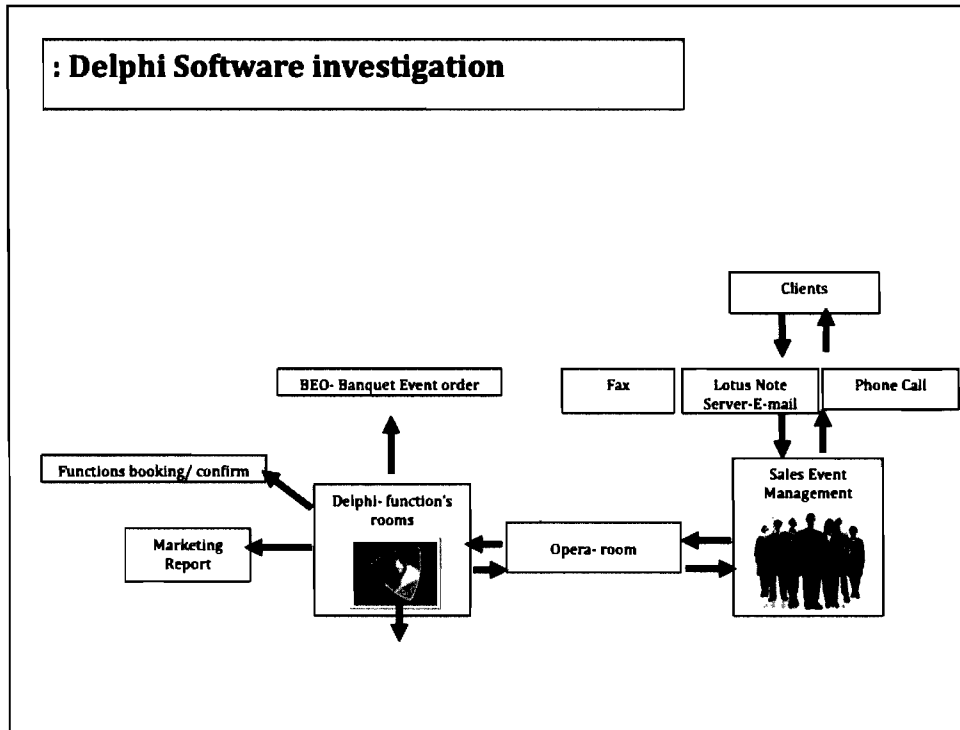 : Delphi Software investigation
Clients
BEO- Banquet Event order
Fax
Lotus Note
Server-E-mail
Phone Call
Functions booking/ confirm
Sales Event
Management
Delphi- function's
rooms
Marketing
Report
Opera- room